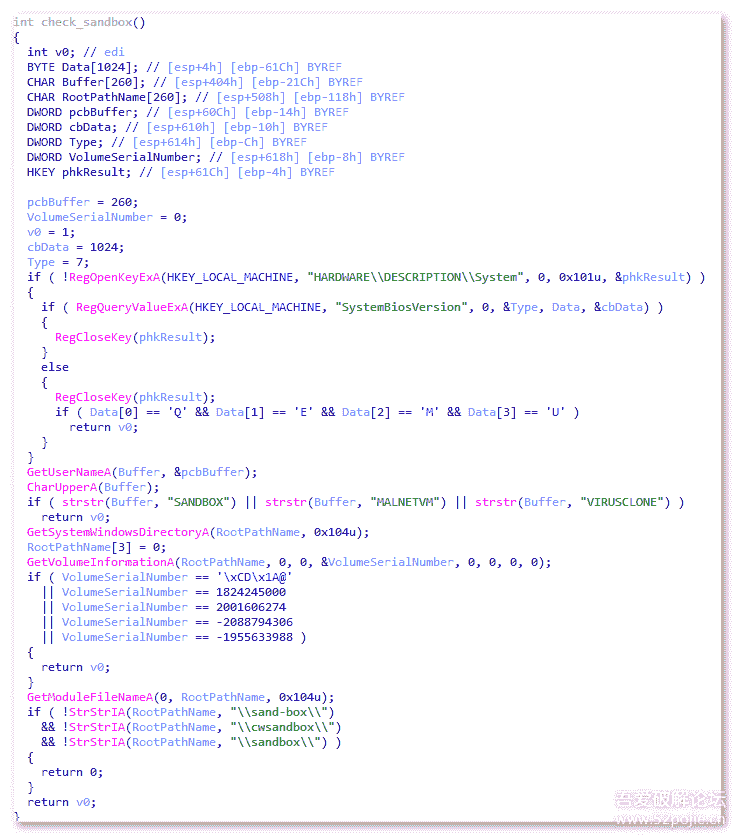 int check_sandbox()
{
  int v0; // edi
  BYTE Data[1024]; // [esp+4h] [ebp-61Ch] BYREF
  CHAR Buffer[260]; // [esp+404h] [ebp-21Ch] BYREF
  CHAR RootPathName[260]; // [esp+508h] [ebp-118h] BYREF
  DWORD pcbBuffer; // [esp+60Ch] [ebp-14h] BYREF
  DWORD cbData; // [esp+610h] [ebp-10h] BYREF
  DWORD Type; // [esp+614h] [ebp-Ch] BYREF
  DWORD VolumeSerialNumber; // [esp+618h] [ebp-8h] BYREF
  HKEY phkResult; // [esp+61Ch] [ebp-4h] BYREF

  pcbBuffer = 260;
  VolumeSerialNumber = 0;
  v0 = 1;
  cbData = 1024;
  Type = 7;
  if ( !RegOpenKeyExA(HKEY_LOCAL_MACHINE, "HARDWARE\\DESCRIPTION\\System", 0, 0x101u, &phkResult) )
  {
    if ( RegQueryValueExA(HKEY_LOCAL_MACHINE, "SystemBiosVersion", 0, &Type, Data, &cbData) )
    {
      RegCloseKey(phkResult);
    }
    else
    {
      RegCloseKey(phkResult);
      if ( Data[0] == 'Q' && Data[1] == 'E' && Data[2] == 'M' && Data[3] == 'U' )
        return v0;
    }
  }
  GetUserNameA(Buffer, &pcbBuffer);
  CharUpperA(Buffer);
  if ( strstr(Buffer, "SANDBOX") || strstr(Buffer, "MALNETVM") || strstr(Buffer, "VIRUSCLONE") )
    return v0;
  GetSystemWindowsDirectoryA(RootPathName, 0x104u);
  RootPathName[3] = 0;
  GetVolumeInformationA(RootPathName, 0, 0, &VolumeSerialNumber, 0, 0, 0, 0);
  if ( VolumeSerialNumber == '\xCD\x1A@'
    || VolumeSerialNumber == 1824245000
    || VolumeSerialNumber == 2001606274
    || VolumeSerialNumber == -2088794306
    || VolumeSerialNumber == -1955633988 )
  {
    return v0;
  }
  GetModuleFileNameA(0, RootPathName, 0x104u);
  if ( !StrStrIA(RootPathName, "\\sand-box\\")
    && !StrStrIA(RootPathName, "\\cwsandbox\\")
    && !StrStrIA(RootPathName, "\\sandbox\\") )
  {
    return 0;
  }
  return v0;
}
吾爱破解论坛
www.52pojie.cn